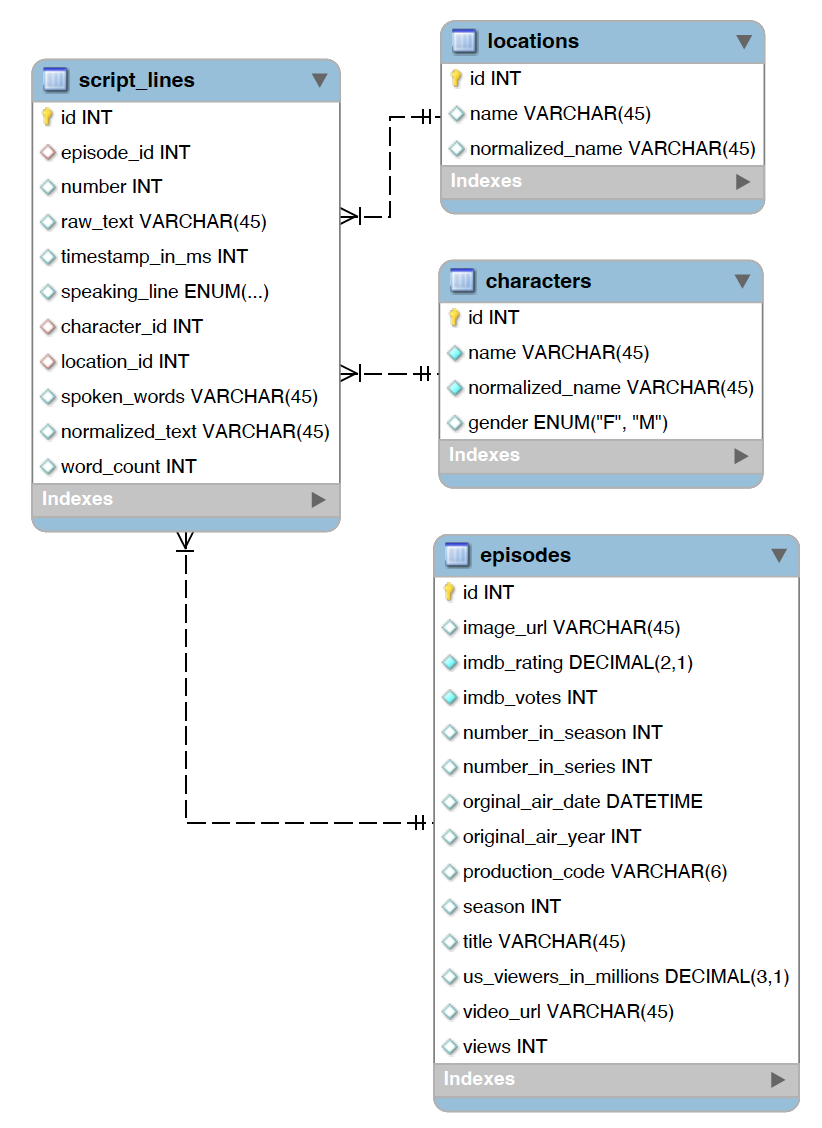 script_lines
id INT
episode_id INT
number INT
raw_text VARCHAR(45)
timestamp_in_ms INT
speaking_line ENUM(...)
character_id INT
location_id INT
spoken_words VARCHAR(45)
normalized_text VARCHAR(45)
word_count INT
Indexes
locations
id INT
name VARCHAR(45)
normalized_name VARCHAR(45)
Indexes
characters
id INT
name VARCHAR(45)
normalized_name VARCHAR(45)
gender ENUM("F", "M")
Indexes
episodes
id INT
image_url VARCHAR(45)
imdb_rating DECIMAL(2,1)
imdb_votes INT
number_in_season INT
number_in_series INT
orginal_air_date DATETIME
original_air_year INT
production_code VARCHAR(6)
season INT
title VARCHAR(45)
us_viewers_in_millions DECIMAL(3,1)
video_url VARCHAR(45)
views INT
Indexes